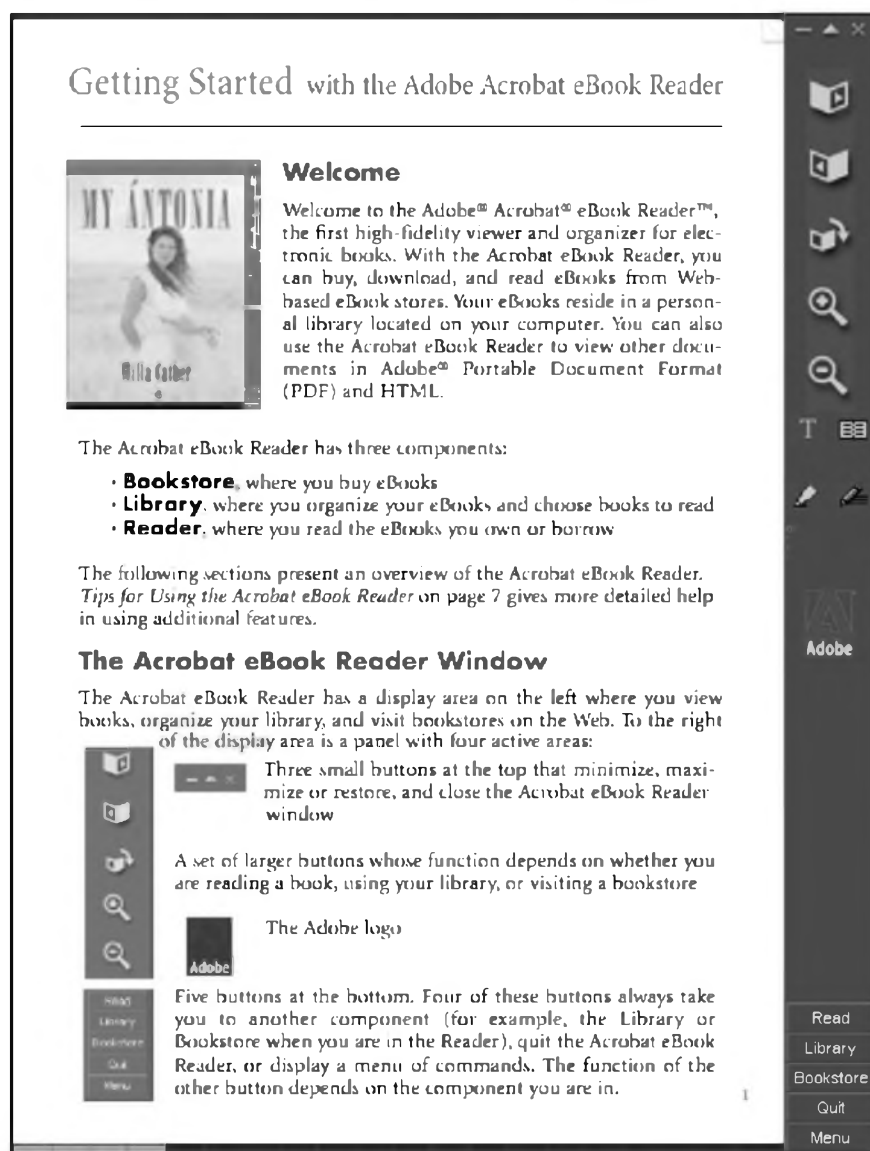 Getting Started with the Adobe Acrobat eBook Reader
MY ÁNTONIA
Willa Cather
Welcome
Welcome to the Adobe® Acrobat® eBook Reader™,
the first high-fidelity viewer and organizer for elec-
tronic books. With the Acrobat eBook Reader, you
can buy, download, and read eBooks from Web-
based eBook stores. Your eBooks reside in a person-
al library located on your computer. You can also
use the Acrobat eBook Reader to view other docu-
ments in Adobe® Portable Document Format
(PDF) and HTML.
The Acrobat eBook Reader has three components:
• Bookstore, where you buy eBooks
• Library, where you organize your eBooks and choose books to read
• Reader, where you read the eBooks you own or borrow
The following sections present an overview of the Acrobat eBook Reader.
Tips for Using the Acrobat eBook Reader on page 7 gives more detailed help
in using additional features.
The Acrobat eBook Reader Window
The Acrobat eBook Reader has a display area on the left where you view
books, organize your library, and visit bookstores on the Web. To the right
of the display area is a panel with four active areas:
Three small buttons at the top that minimize, maxi-
mize or restore, and close the Acrobat eBook Reader
window
A set of larger buttons whose function depends on whether you
are reading a book, using your library, or visiting a bookstore
The Adobe logo
Adobe
Read
Library
Bookstore
Quit
Menu
Five buttons at the bottom. Four of these buttons always take
you to another component (for example, the Library or
Bookstore when you are in the Reader), quit the Acrobat eBook
Reader, or display a menu of commands. The function of the
other button depends on the component you are in.
1
T
Adobe
Read
Library
Bookstore
Quit
Menu